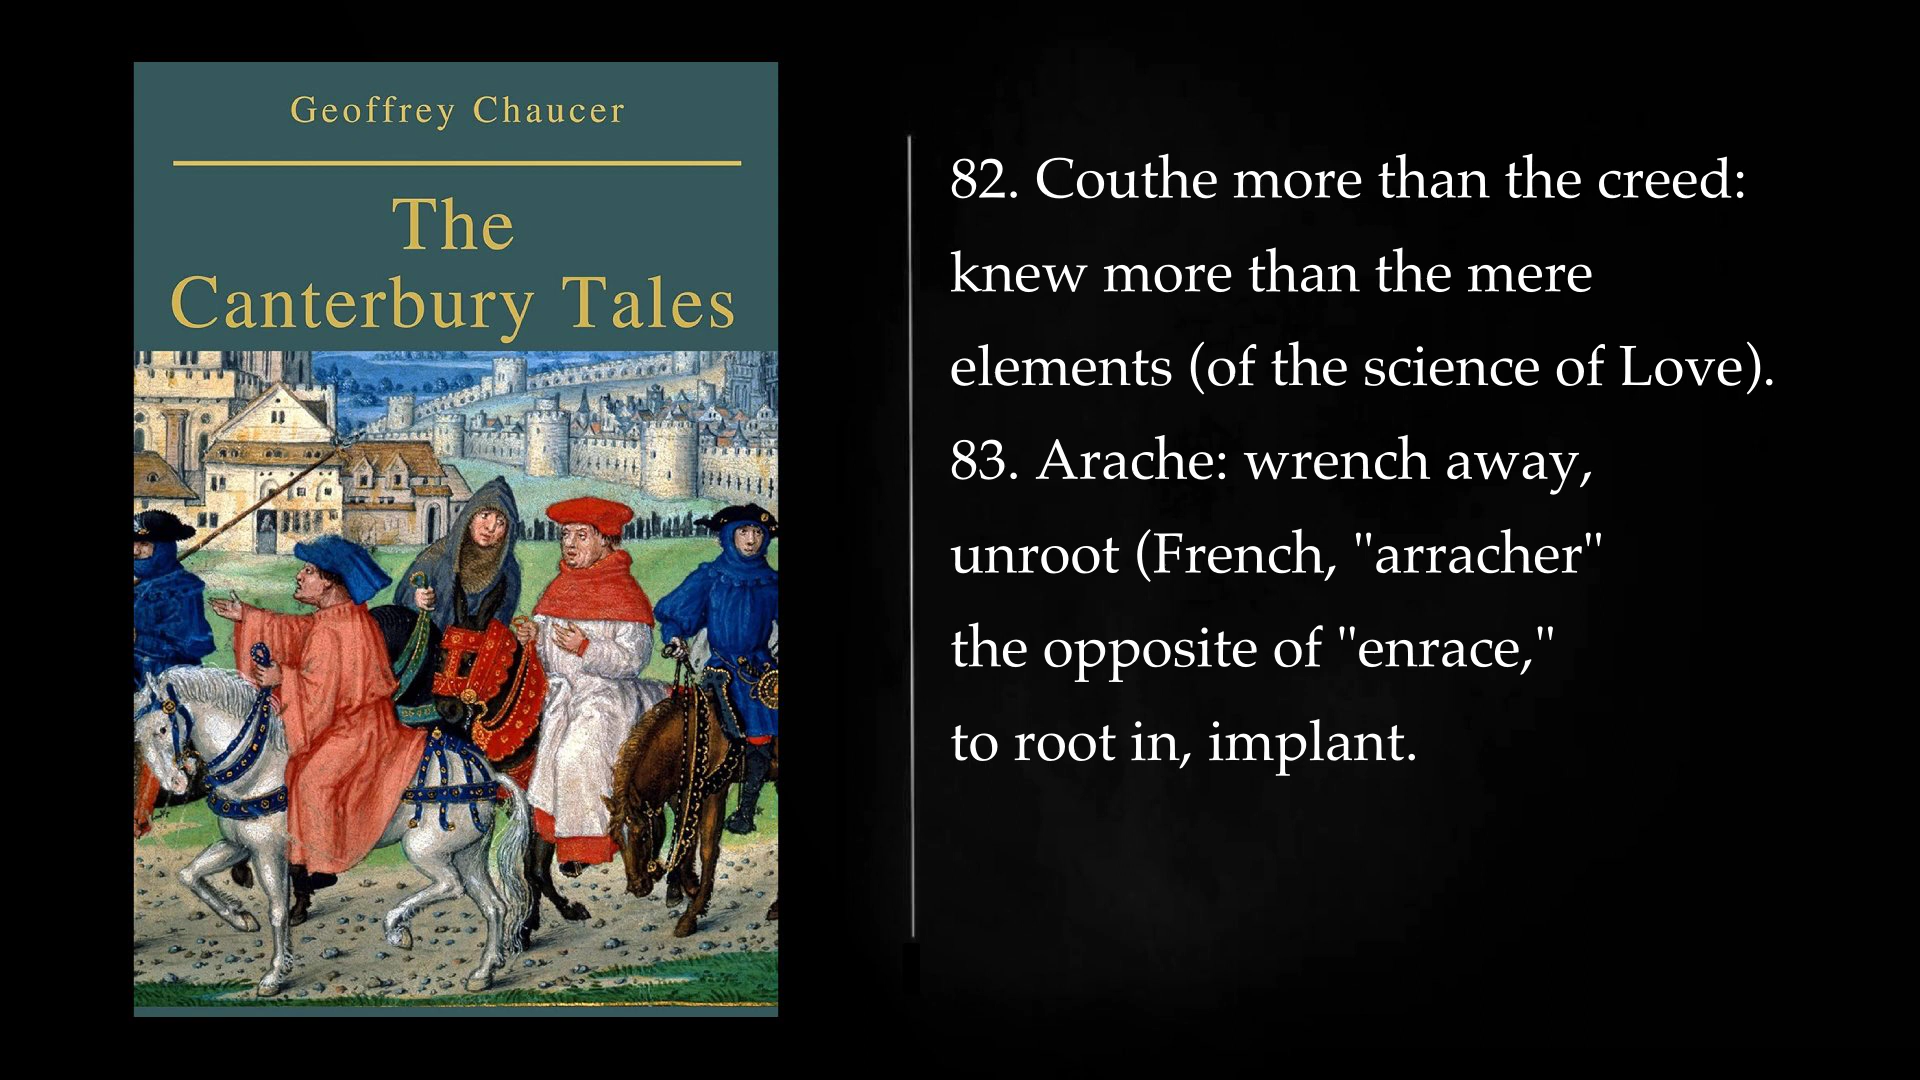 Geoffrey Chaucer
The
Canterbury Tales
82. Couthe more than the creed:
knew more than the mere
elements (of the science of Love).
83. Arache: wrench away,
unroot (French, "arracher"
the opposite of "enrace,"
to root in, implant.